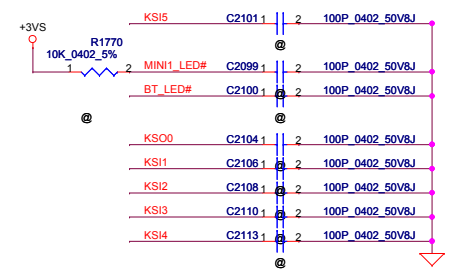 KSI5 C2101 1 2 100P_0402_50V8J
+3VS
@
R1770
10K_0402_5%
1 2 MINI1_LED# C2099 1 2 100P_0402_50V8J
@
BT_LED# C2100 1 @ 2 100P_0402_50V8J
@ @
KSO0 C2104 1 2 100P_0402_50V8J
KSI1 C2106 1 @ 2 100P_0402_50V8J
KSI2 C2108 1 @ 2 100P_0402_50V8J
KSI3 C2110 1 @ 2 100P_0402_50V8J
KSI4 C2113 1 @ 2 100P_0402_50V8J
@